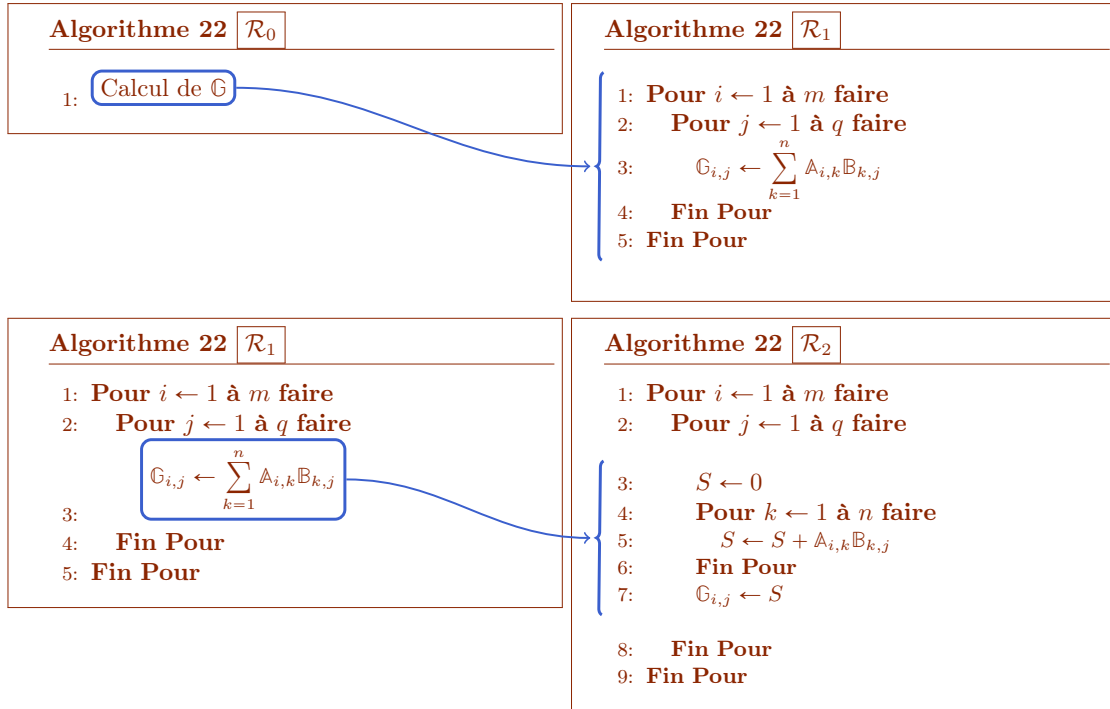 Algorithme 22 R₀
1: Calcul de 𝔾
Algorithme 22 R₁
1: Pour i ← 1 à m faire
2: Pour j ← 1 à q faire
3: 𝔾_{i,j} ← \sum_{k=1}^{n} 𝔸_{i,k}𝔹_{k,j}
4: Fin Pour
5: Fin Pour
Algorithme 22 R₁
1: Pour i ← 1 à m faire
2: Pour j ← 1 à q faire
3: 𝔾_{i,j} ← \sum_{k=1}^{n} 𝔸_{i,k}𝔹_{k,j}
4: Fin Pour
5: Fin Pour
Algorithme 22 R₂
1: Pour i ← 1 à m faire
2: Pour j ← 1 à q faire
3: S ← 0
4: Pour k ← 1 à n faire
5: S ← S + 𝔸_{i,k}𝔹_{k,j}
6: Fin Pour
7: 𝔾_{i,j} ← S
8: Fin Pour
9: Fin Pour